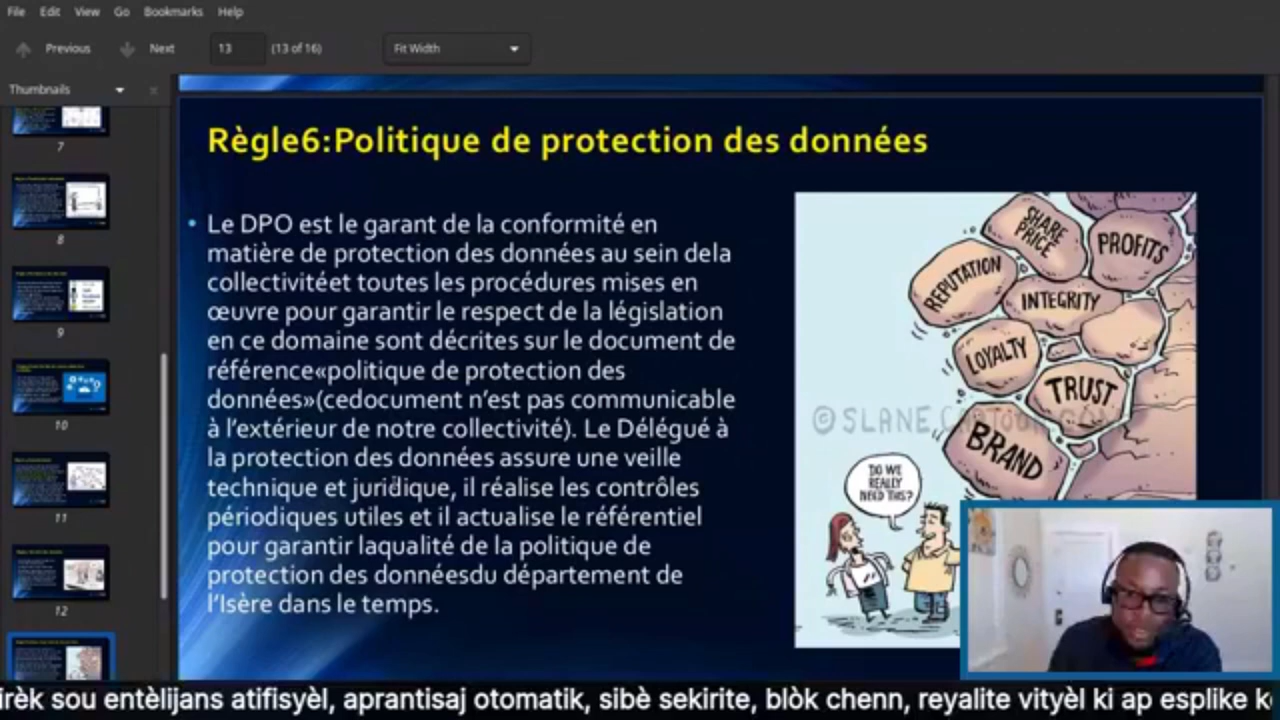 File Edit View Go Bookmarks Help
Previous Next 13 (13 of 16) Fit Width
Thumbnails
7
8
9
10
11
12
Règle6:Politique de protection des données
• Le DPO est le garant de la conformité en
matière de protection des données au sein dela
collectivitéet toutes les procédures mises en
œuvre pour garantir le respect de la législation
en ce domaine sont décrites sur le document de
référence«politique de protection des
données»(cedocument n'est pas communicable
à l'extérieur de notre collectivité). Le Délégué à
la protection des données assure une veille
technique et juridique, il réalise les contrôles
périodiques utiles et il actualise le référentiel
pour garantir laqualité de la politique de
protection des donnéesdu département de
l'Isère dans le temps.
SHARE
PRICE
PROFITS
REPUTATION
INTEGRITY
LOYALTY
TRUST
© SLANE CARTOON
BRAND
DO WE
REALLY
NEED THIS?
irèk sou entèlijans atifisyèl, aprantisaj otomatik, sibè sekirite, blòk chenn, reyalite vityèl ki ap esplike k